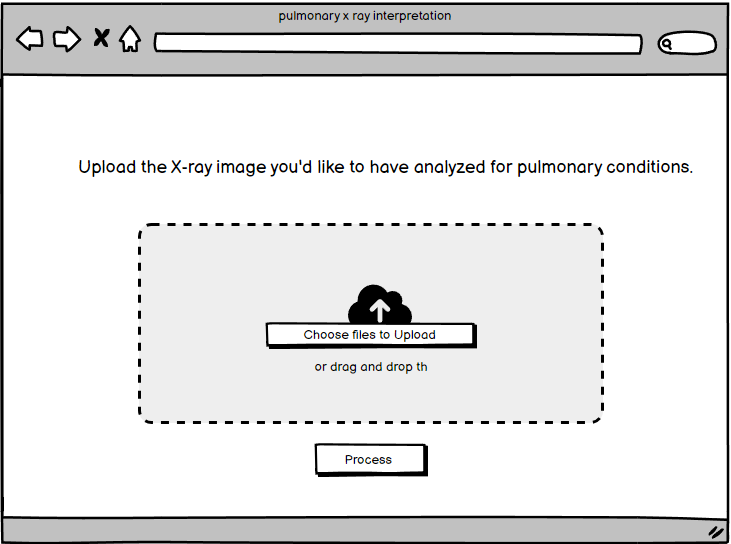 pulmonary x ray interpretation
Upload the X-ray image you'd like to have analyzed for pulmonary conditions.
Choose files to Upload
or drag and drop th
Process